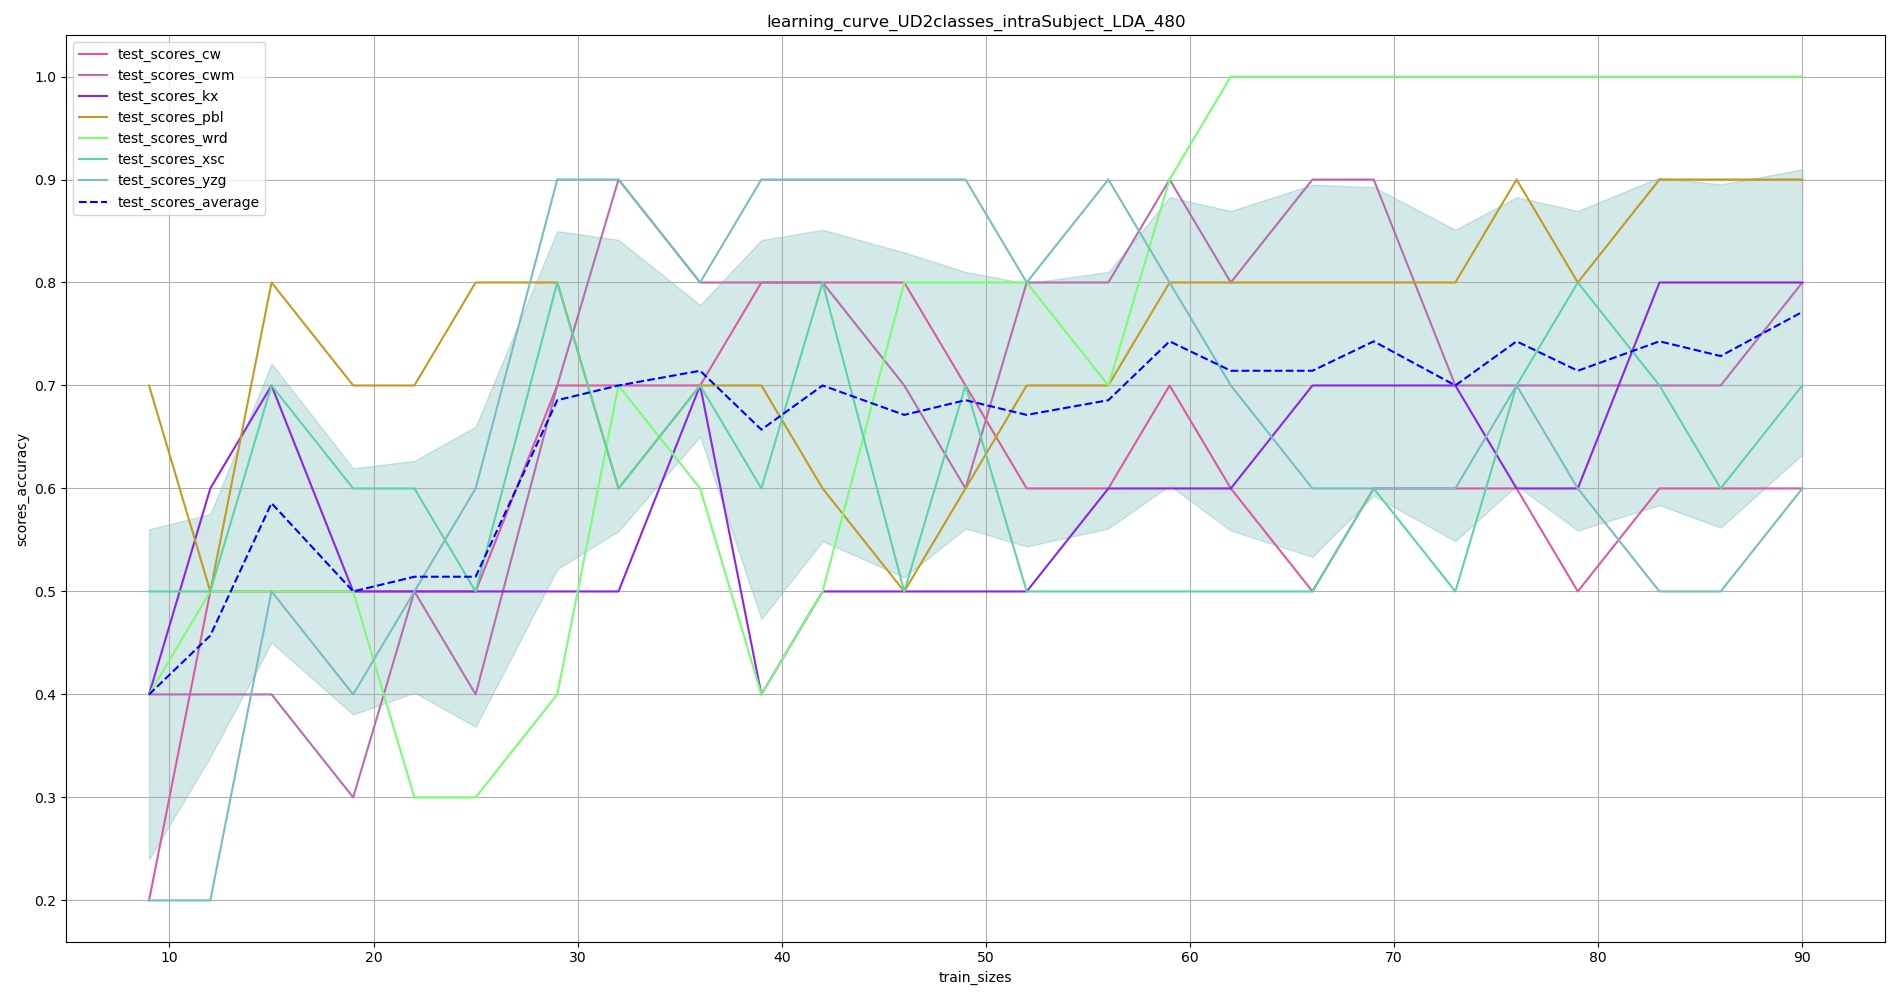 learning_curve_UD2classes_intraSubject_LDA_480
test_scores_cw
test_scores_cwm
test_scores_kx
test_scores_pbl
test_scores_wrd
test_scores_xsc
test_scores_yzg
test_scores_average
scores_accuracy
1.0
0.9
0.8
0.7
0.6
0.5
0.4
0.3
0.2
10 20 30 40 50 60 70 80 90
train_sizes